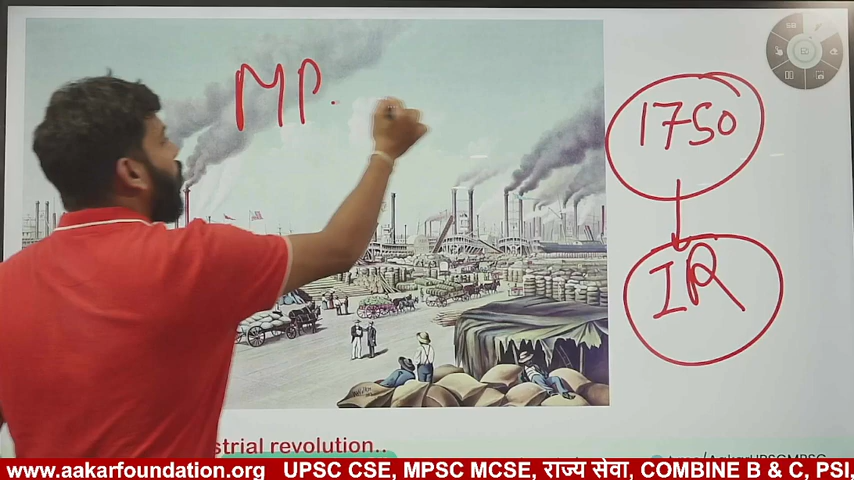 MP.
1750
IR
strial revolution..
www.aakarfoundation.org UPSC CSE, MPSC MCSE, राज्य सेवा, COMBINE B & C, PSI,